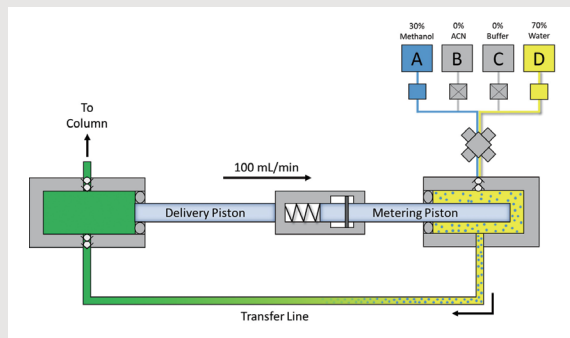 30%
Methanol
0%
ACN
0%
Buffer
70%
Water
A
B
C
D
To
Column
100 mL/min
Delivery Piston
Metering Piston
Transfer Line